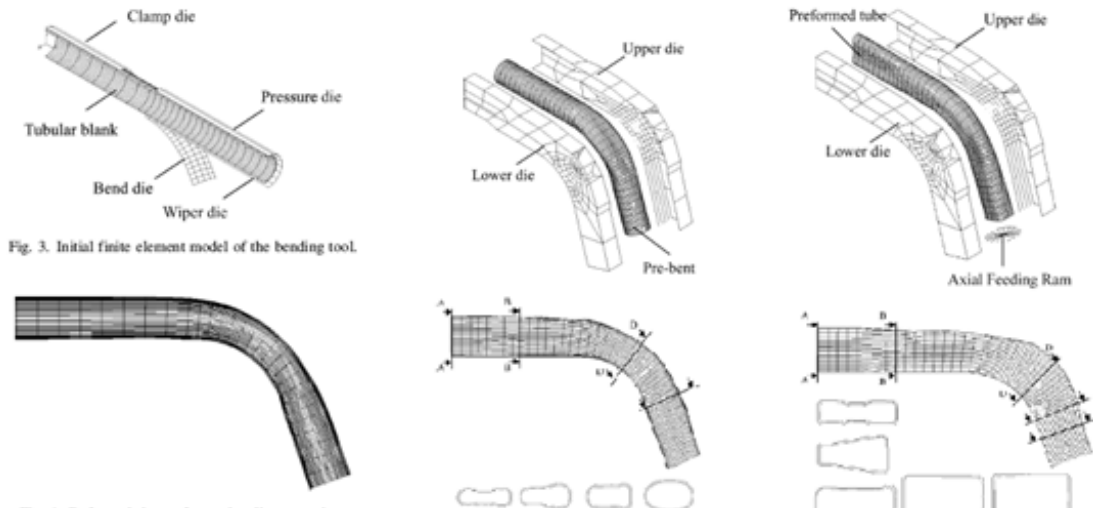 Clamp die
Pressure die
Tubular blank
Bend die
Wiper die
Fig. 3. Initial finite element model of the bending tool.
Upper die
Lower die
Pre-bent
Preformed tube
Upper die
Lower die
Axial Feeding Ram
A
B
D
A
B
D
A
B
D
A
B
D